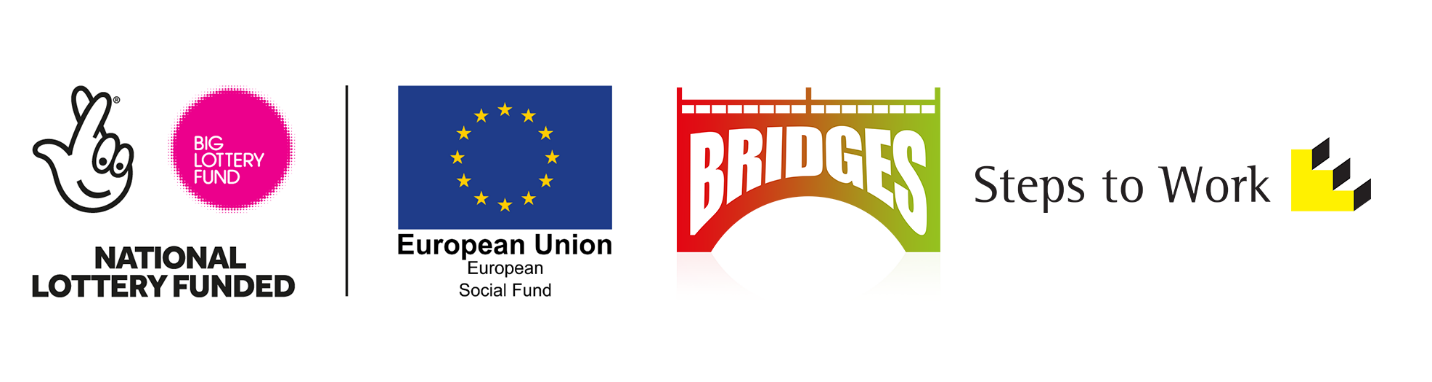 ®
BIG
LOTTERY
FUND
NATIONAL
LOTTERY FUNDED
European Union
European
Social Fund
BRIDGES
Steps to Work